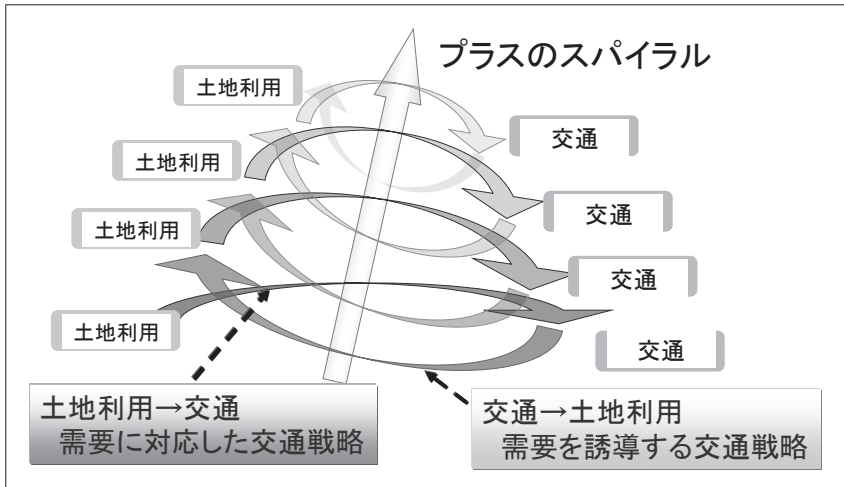 プラスのスパイラル
土地利用
交通
土地利用
交通
土地利用
交通
土地利用
交通
土地利用→交通
需要に対応した交通戦略
交通→土地利用
需要を誘導する交通戦略